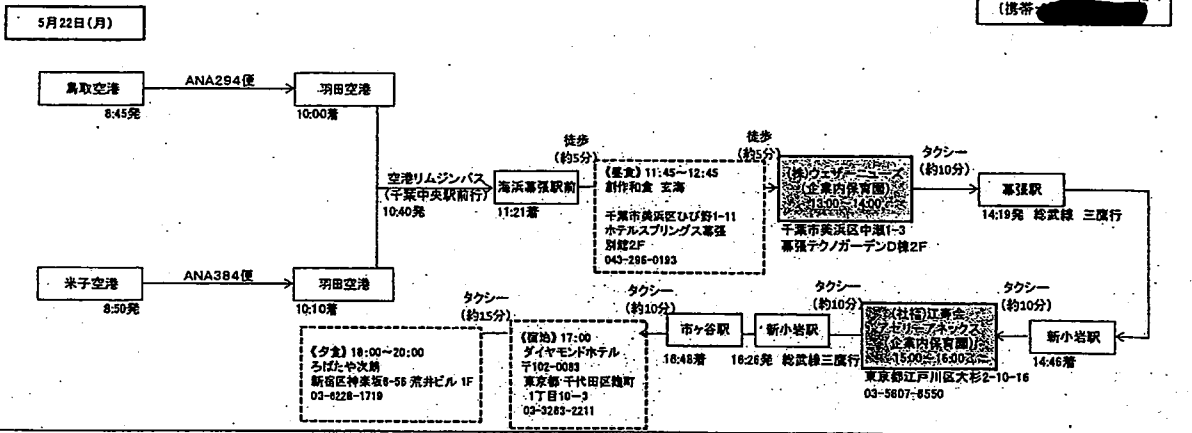 (携帯
5月22日(月)
鳥取空港
8:45発
ANA294便
羽田空港
10:00着
米子空港
8:50発
ANA384便
羽田空港
10:10着
空港リムジンバス
(千葉中央駅前行)
10:40発
海浜幕張駅前
11:21着
徒歩
(約5分)
《昼食》11:45~12:45
創作和食 玄海
千葉市美浜区ひび野1-11
ホテルスプリングス幕張
別館2F
043-296-0193
徒歩
(約5分)
(株)ウェザーニューズ
(企業内保育園)
13:00~14:00
千葉市美浜区中瀬1-3
幕張テクノガーデンD棟2F
タクシー
(約10分)
幕張駅
14:19発 総武線 三鷹行
新小岩駅
14:46着
タクシー
(約10分)
アゼリーアネックス
企業内保育園
15:00~16:00
東京都江戸川区大杉2-10-16
03-5607-6550
タクシー
(約10分)
新小岩駅
16:26発 総武線三鷹行
市ヶ谷駅
16:48着
タクシー
(約10分)
《宿泊》17:00
ダイヤモンドホテル
〒102-0083
東京都千代田区麹町
1丁目10-3
03-3263-2211
タクシー
(約15分)
《夕食》18:00~20:00
ろばたや次朗
新宿区神楽坂6-56 荒井ビル 1F
03-6228-1719